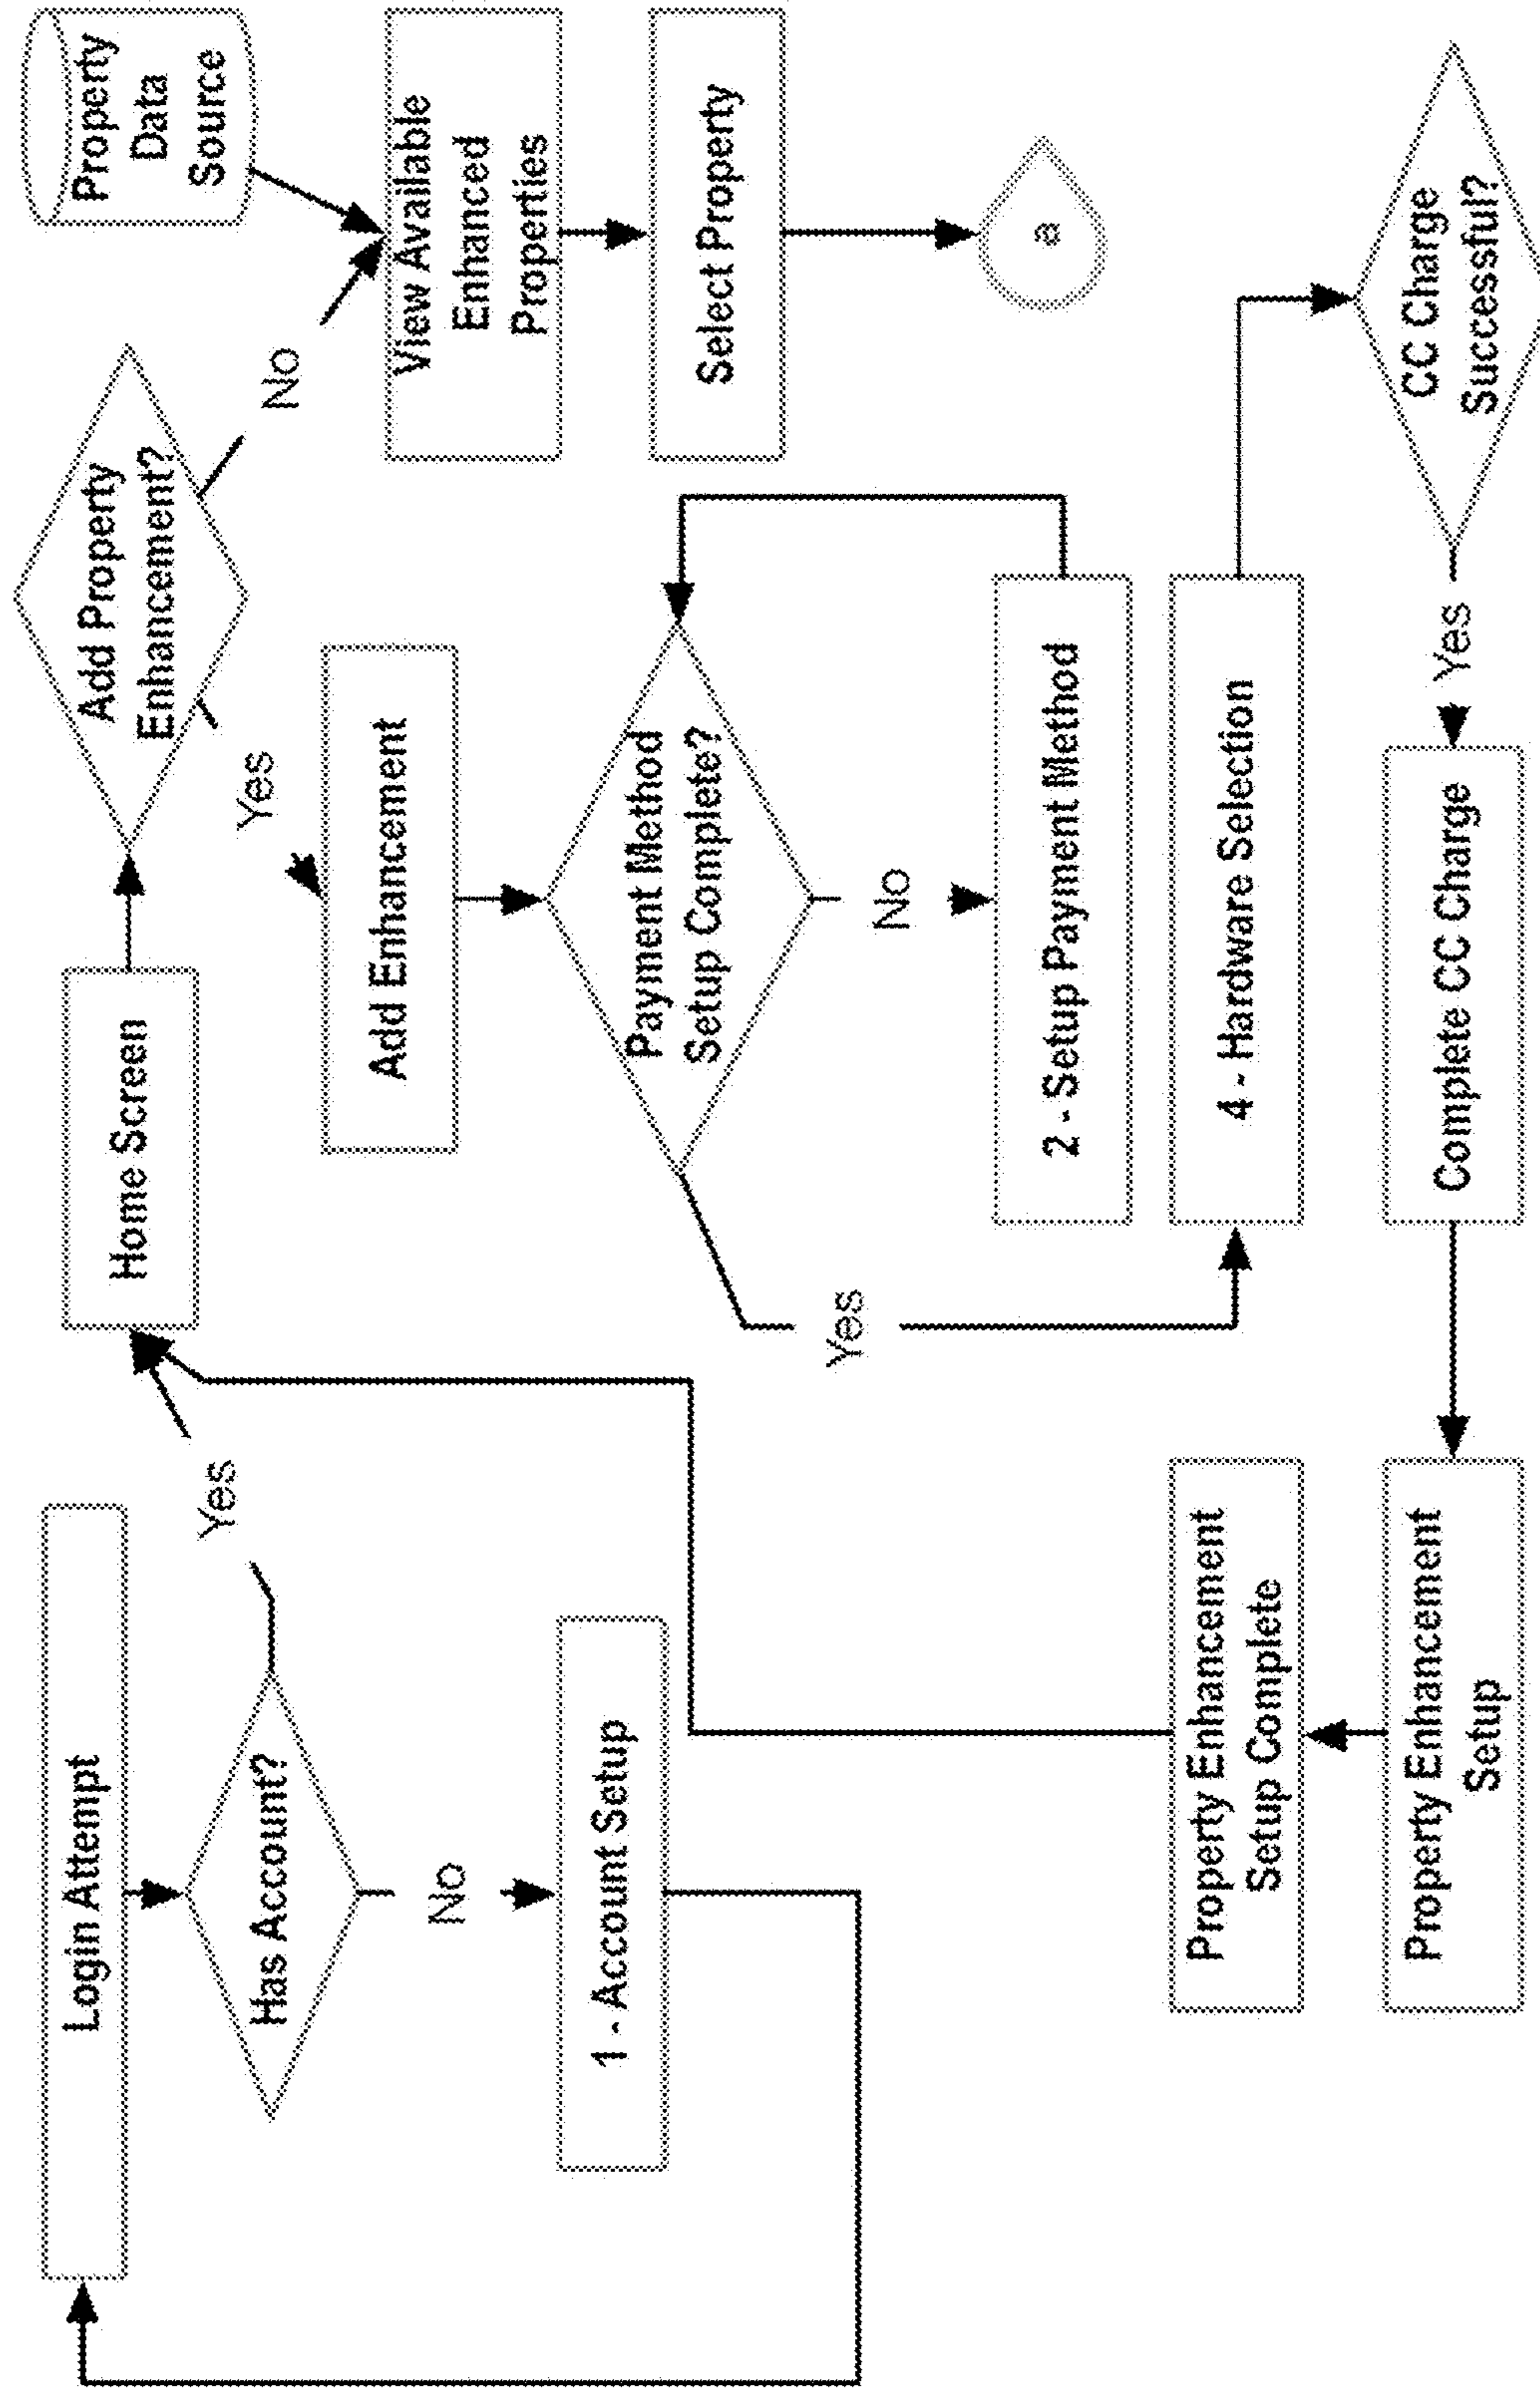 Login Attempt
Has Account?
Yes
No
1 - Account Setup
Home Screen
Add Property
Enhancement?
Yes
No
Property
Data
Source
View Available
Enhanced
Properties
Select Property
a
Add Enhancement
Payment Method
Setup Complete?
No
Yes
2 - Setup Payment Method
4 - Hardware Selection
CC Charge
Successful?
Yes
Complete CC Charge
Property Enhancement
Setup
Property Enhancement
Setup Complete